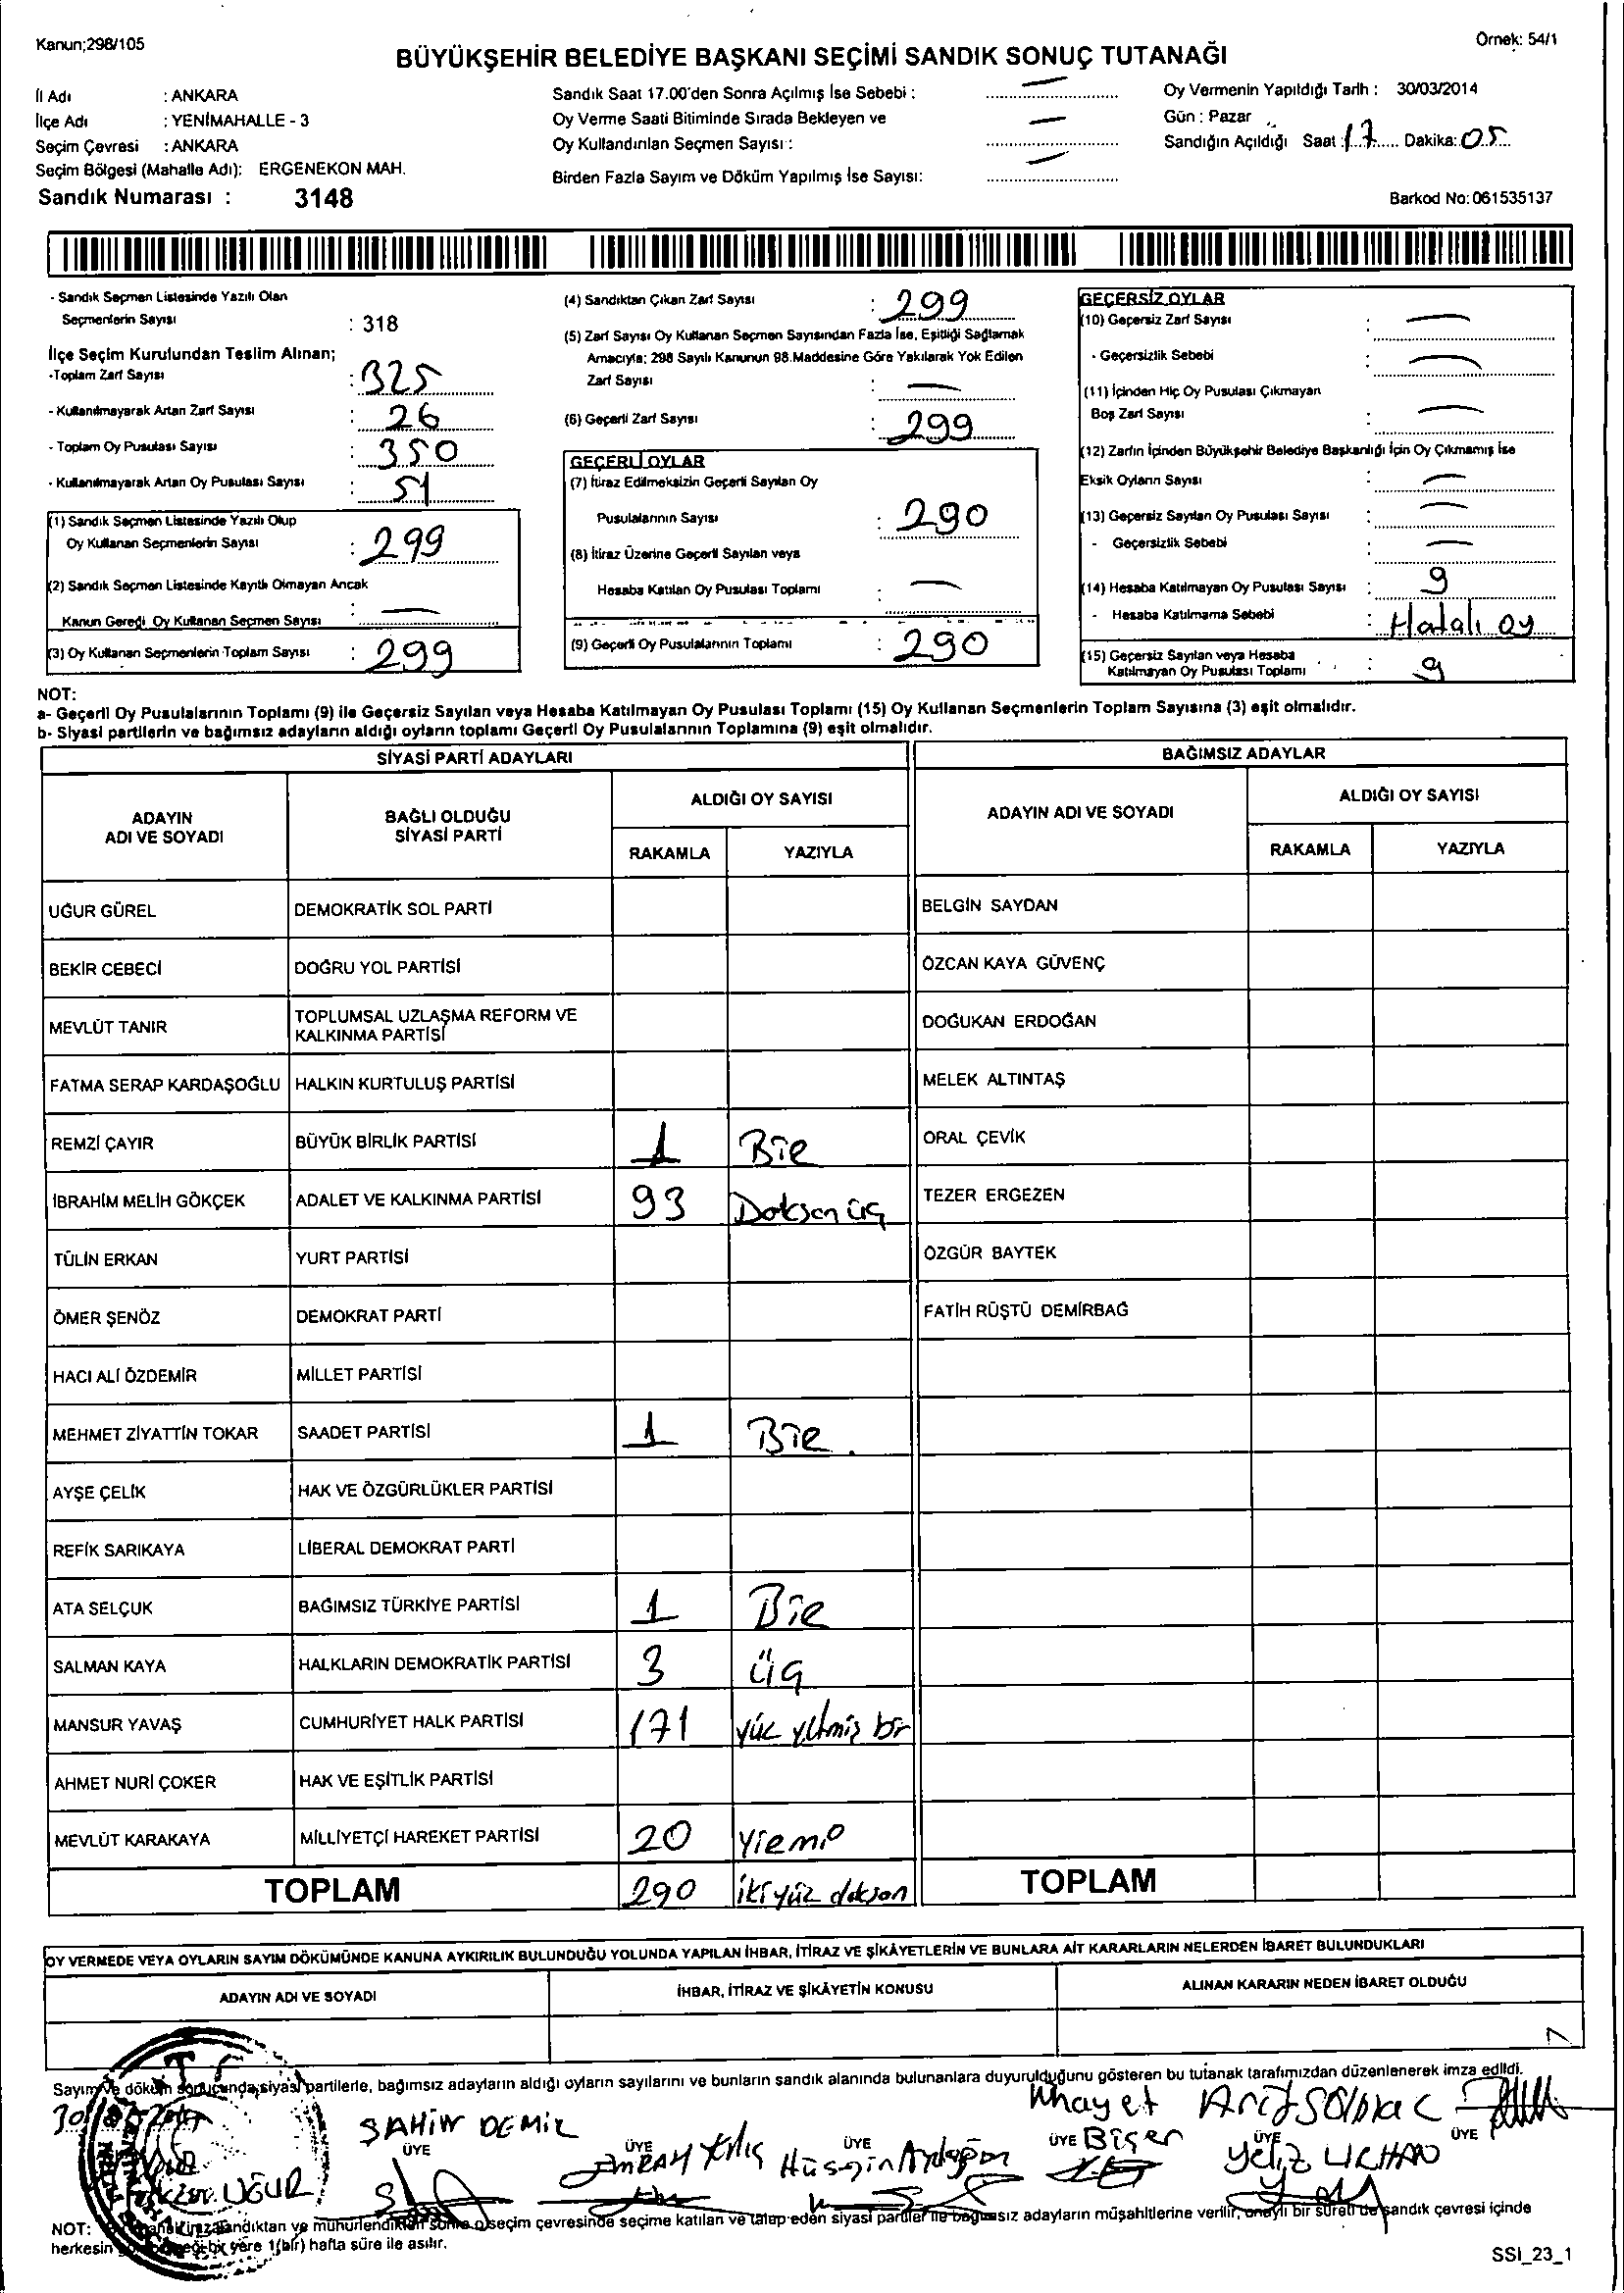 Kanun;298/105
Örnek: 54/1
BÜYÜKŞEHİR BELEDİYE BAŞKANI SEÇİMİ SANDIK SONUÇ TUTANAĞI
İl Adı : ANKARA
İlçe Adı : YENİMAHALLE - 3
Seçim Çevresi : ANKARA
Seçim Bölgesi (Mahalle Adı): ERGENEKON MAH.
Sandık Numarası : 3148
Sandık Saat 17.00'den Sonra Açılmış İse Sebebi : —
Oy Verme Saati Bitiminde Sırada Bekleyen ve
Oy Kullandırılan Seçmen Sayısı : —
Birden Fazla Sayım ve Döküm Yapılmış İse Sayısı: —
Oy Vermenin Yapıldığı Tarih : 30/03/2014
Gün : Pazar
Sandığın Açıldığı Saat : 17 Dakika: 05
Barkod No: 061535137
- Sandık Seçmen Listesinde Yazılı Olan
Seçmenlerin Sayısı : 318
İlçe Seçim Kurulundan Teslim Alınan;
-Toplam Zarf Sayısı : 325
- Kullanılmayarak Artan Zarf Sayısı : 26
- Toplam Oy Pusulası Sayısı : 350
- Kullanılmayarak Artan Oy Pusulası Sayısı : 51
(1) Sandık Seçmen Listesinde Yazılı Olup
Oy Kullanan Seçmenlerin Sayısı : 299
(2) Sandık Seçmen Listesinde Kayıtlı Olmayan Ancak
Kanun Gereği Oy Kullanan Seçmen Sayısı : —
(3) Oy Kullanan Seçmenlerin Toplam Sayısı : 299
(4) Sandıktan Çıkan Zarf Sayısı : 299
(5) Zarf Sayısı Oy Kullanan Seçmen Sayısından Fazla İse, Eşitliği Sağlamak
Amacıyla; 298 Sayılı Kanunun 98.Maddesine Göre Yakılarak Yok Edilen
Zarf Sayısı : —
(6) Geçerli Zarf Sayısı : 299
GEÇERLİ OYLAR
(7) İtiraz Edilmeksizin Geçerli Sayılan Oy
Pusulalarının Sayısı : 290
(8) İtiraz Üzerine Geçerli Sayılan veya
Hesaba Katılan Oy Pusulası Toplamı : —
(9) Geçerli Oy Pusulalarının Toplamı : 290
GEÇERSİZ OYLAR
(10) Geçersiz Zarf Sayısı : —
- Geçersizlik Sebebi : —
(11) İçinden Hiç Oy Pusulası Çıkmayan
Boş Zarf Sayısı : —
(12) Zarfın İçinden Büyükşehir Belediye Başkanlığı İçin Oy Çıkmamış İse
Eksik Oyların Sayısı : —
(13) Geçersiz Sayılan Oy Pusulası Sayısı : —
- Geçersizlik Sebebi : —
(14) Hesaba Katılmayan Oy Pusulası Sayısı : 9
- Hesaba Katılmama Sebebi : Hatalı oy
(15) Geçersiz Sayılan veya Hesaba
Katılmayan Oy Pusulası Toplamı : 9
NOT:
a- Geçerli Oy Pusulalarının Toplamı (9) ile Geçersiz Sayılan veya Hesaba Katılmayan Oy Pusulası Toplamı (15) Oy Kullanan Seçmenlerin Toplam Sayısına (3) eşit olmalıdır.
b- Siyasi partilerin ve bağımsız adayların aldığı oyların toplamı Geçerli Oy Pusulalarının Toplamına (9) eşit olmalıdır.
SİYASİ PARTİ ADAYLARI
ADAYIN ADI VE SOYADI
BAĞLI OLDUĞU SİYASİ PARTİ
ALDIĞI OY SAYISI
RAKAMLA YAZIYLA
UĞUR GÜREL DEMOKRATİK SOL PARTİ
BEKİR CEBECİ DOĞRU YOL PARTİSİ
MEVLÜT TANIR TOPLUMSAL UZLAŞMA REFORM VE KALKINMA PARTİSİ
FATMA SERAP KARDAŞOĞLU HALKIN KURTULUŞ PARTİSİ
REMZİ ÇAYIR BÜYÜK BİRLİK PARTİSİ 1 Bir
İBRAHİM MELİH GÖKÇEK ADALET VE KALKINMA PARTİSİ 93 Doksan üç
TÜLİN ERKAN YURT PARTİSİ
ÖMER ŞENÖZ DEMOKRAT PARTİ
HACI ALİ ÖZDEMİR MİLLET PARTİSİ
MEHMET ZİYATTİN TOKAR SAADET PARTİSİ 1 Bir.
AYŞE ÇELİK HAK VE ÖZGÜRLÜKLER PARTİSİ
REFİK SARIKAYA LİBERAL DEMOKRAT PARTİ
ATA SELÇUK BAĞIMSIZ TÜRKİYE PARTİSİ 1 Bir
SALMAN KAYA HALKLARIN DEMOKRATİK PARTİSİ 3 üç
MANSUR YAVAŞ CUMHURİYET HALK PARTİSİ 171 yüz yetmiş bir
AHMET NURİ ÇOKER HAK VE EŞİTLİK PARTİSİ
MEVLÜT KARAKAYA MİLLİYETÇİ HAREKET PARTİSİ 20 Yirmi
TOPLAM 290 iki yüz doksan
BAĞIMSIZ ADAYLAR
ADAYIN ADI VE SOYADI
ALDIĞI OY SAYISI
RAKAMLA YAZIYLA
BELGİN SAYDAN
ÖZCAN KAYA GÜVENÇ
DOĞUKAN ERDOĞAN
MELEK ALTINTAŞ
ORAL ÇEVİK
TEZER ERGEZEN
ÖZGÜR BAYTEK
FATİH RÜŞTÜ DEMİRBAĞ
TOPLAM
OY VERMEDE VEYA OYLARIN SAYIM DÖKÜMÜNDE KANUNA AYKIRILIK BULUNDUĞU YOLUNDA YAPILAN İHBAR, İTİRAZ VE ŞİKÂYETLERİN VE BUNLARA AİT KARARLARIN NELERDEN İBARET BULUNDUKLARI
ADAYIN ADI VE SOYADI
İHBAR, İTİRAZ VE ŞİKÂYETİN KONUSU
ALINAN KARARIN NEDEN İBARET OLDUĞU
Sayım ve döküm sonucunda, siyasi partilerle, bağımsız adayların aldığı oyların sayılarını ve bunların sandık alanında bulunanlara duyurulduğunu gösteren bu tutanak tarafımızdan düzenlenerek imza edildi.
ŞAHİN DEMİR
ÜYE
ÜYE
Hüseyin
ÜYE
Nihayet Biçer
ÜYE
Arif
Yeliz
ÜYE
ÜYE
UĞUR
NOT: sandıktan ve mühürlendikten sonra o seçim çevresinde seçime katılan ve talep eden siyasi partiler ile bağımsız adayların müşahitlerine verilir, onaylı bir sureti de sandık çevresi içinde
herkesin bir yere 1(bir) hafta süre ile asılır.
SSI_23_1